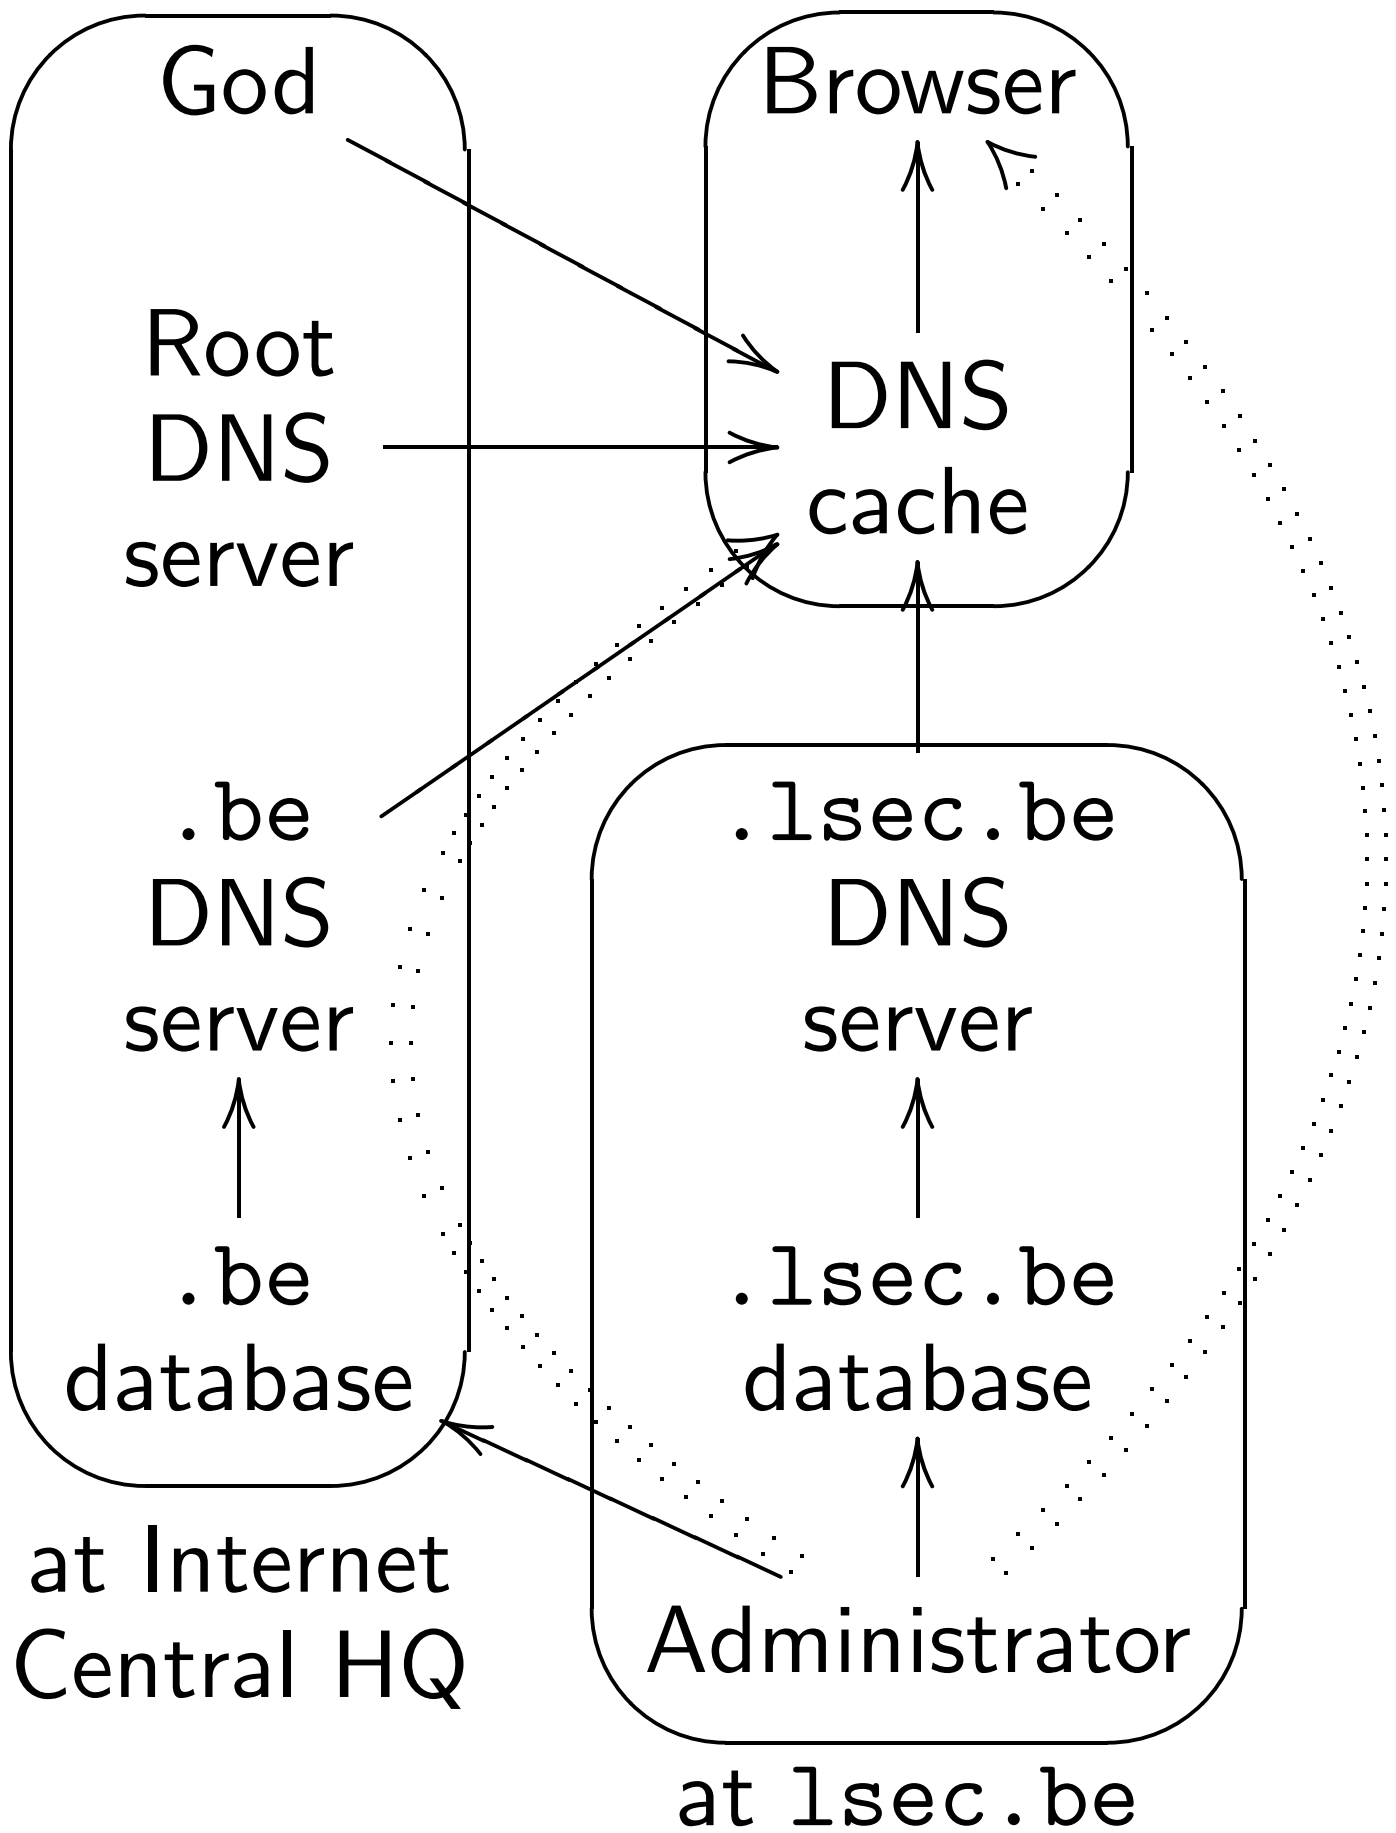 God
Root
DNS
server
.be
DNS
server
.be
database
at Internet
Central HQ
Browser
DNS
cache
.lsec.be
DNS
server
.lsec.be
database
Administrator
at lsec.be